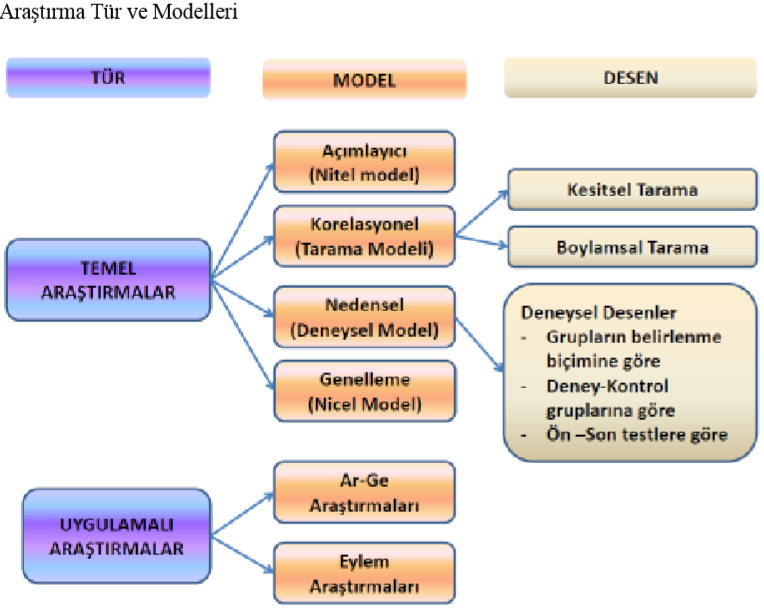 Araştırma Tür ve Modelleri
TÜR
MODEL
DESEN
TEMEL
ARAŞTIRMALAR
Açımlayıcı
(Nitel model)
Korelasyonel
(Tarama Modeli)
Nedensel
(Deneysel Model)
Genelleme
(Nicel Model)
Kesitsel Tarama
Boylamsal Tarama
Deneysel Desenler
- Grupların belirlenme
biçimine göre
- Deney-Kontrol
gruplarına göre
- Ön –Son testlere göre
UYGULAMALI
ARAŞTIRMALAR
Ar-Ge
Araştırmaları
Eylem
Araştırmaları